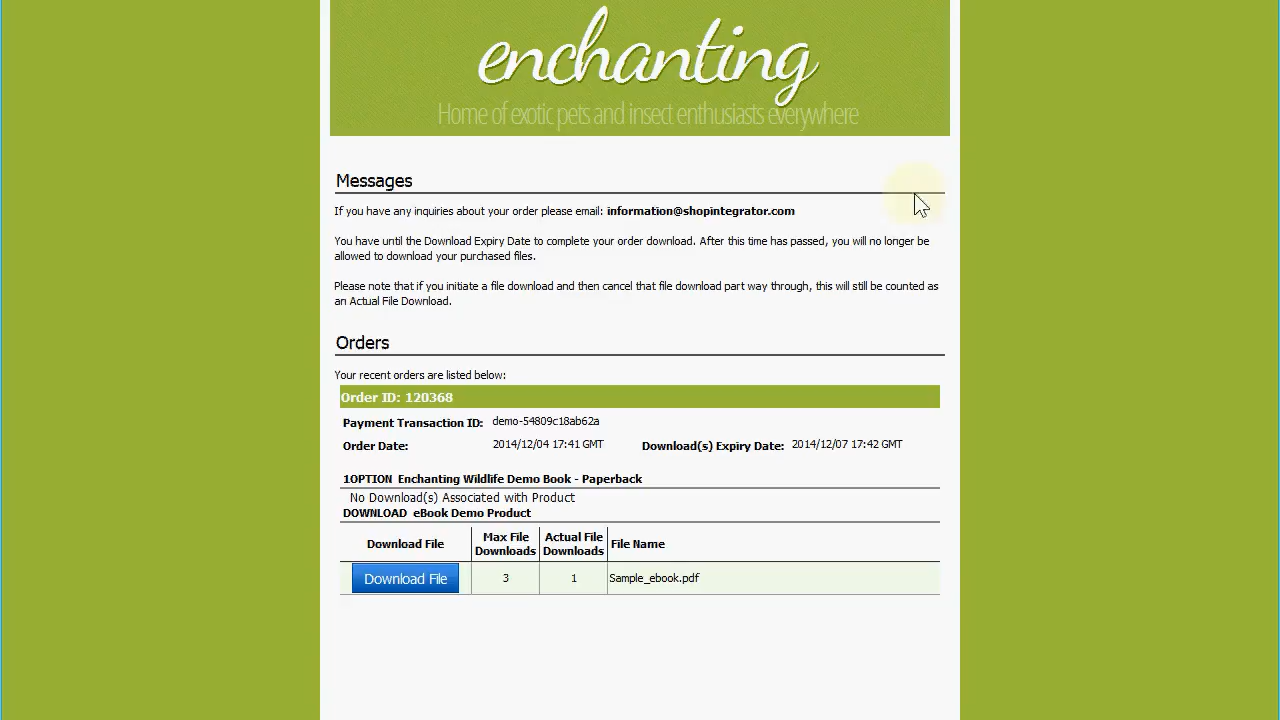 enchanting
Home of exotic pets and insect enthusiasts everywhere
Messages
If you have any inquiries about your order please email: information@shopintegrator.com
You have until the Download Expiry Date to complete your order download. After this time has passed, you will no longer be
allowed to download your purchased files.
Please note that if you initiate a file download and then cancel that file download part way through, this will still be counted as
an Actual File Download.
Orders
Your recent orders are listed below:
Order ID: 120368
Payment Transaction ID: demo-54809c18ab62a
Order Date: 2014/12/04 17:41 GMT Download(s) Expiry Date: 2014/12/07 17:42 GMT
1OPTION Enchanting Wildlife Demo Book - Paperback
No Download(s) Associated with Product
DOWNLOAD eBook Demo Product
Download File Max File Downloads Actual File Downloads File Name
Download File 3 1 Sample_ebook.pdf